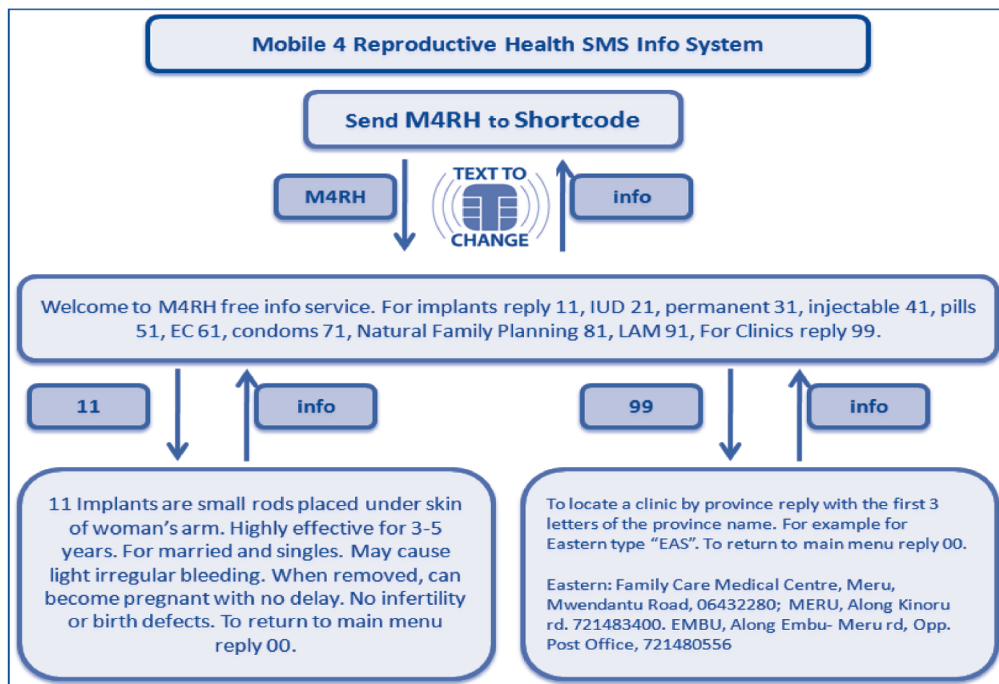 Mobile 4 Reproductive Health SMS Info System
Send M4RH to Shortcode
M4RH
TEXT TO
CHANGE
info
Welcome to M4RH free info service. For implants reply 11, IUD 21, permanent 31, injectable 41, pills
51, EC 61, condoms 71, Natural Family Planning 81, LAM 91, For Clinics reply 99.
11
info
99
info
11 Implants are small rods placed under skin
of woman's arm. Highly effective for 3-5
years. For married and singles. May cause
light irregular bleeding. When removed, can
become pregnant with no delay. No infertility
or birth defects. To return to main menu
reply 00.
To locate a clinic by province reply with the first 3
letters of the province name. For example for
Eastern type "EAS". To return to main menu reply 00.
Eastern: Family Care Medical Centre, Meru,
Mwendantu Road, 06432280; MERU, Along Kinoru
rd. 721483400. EMBU, Along Embu- Meru rd, Opp.
Post Office, 721480556